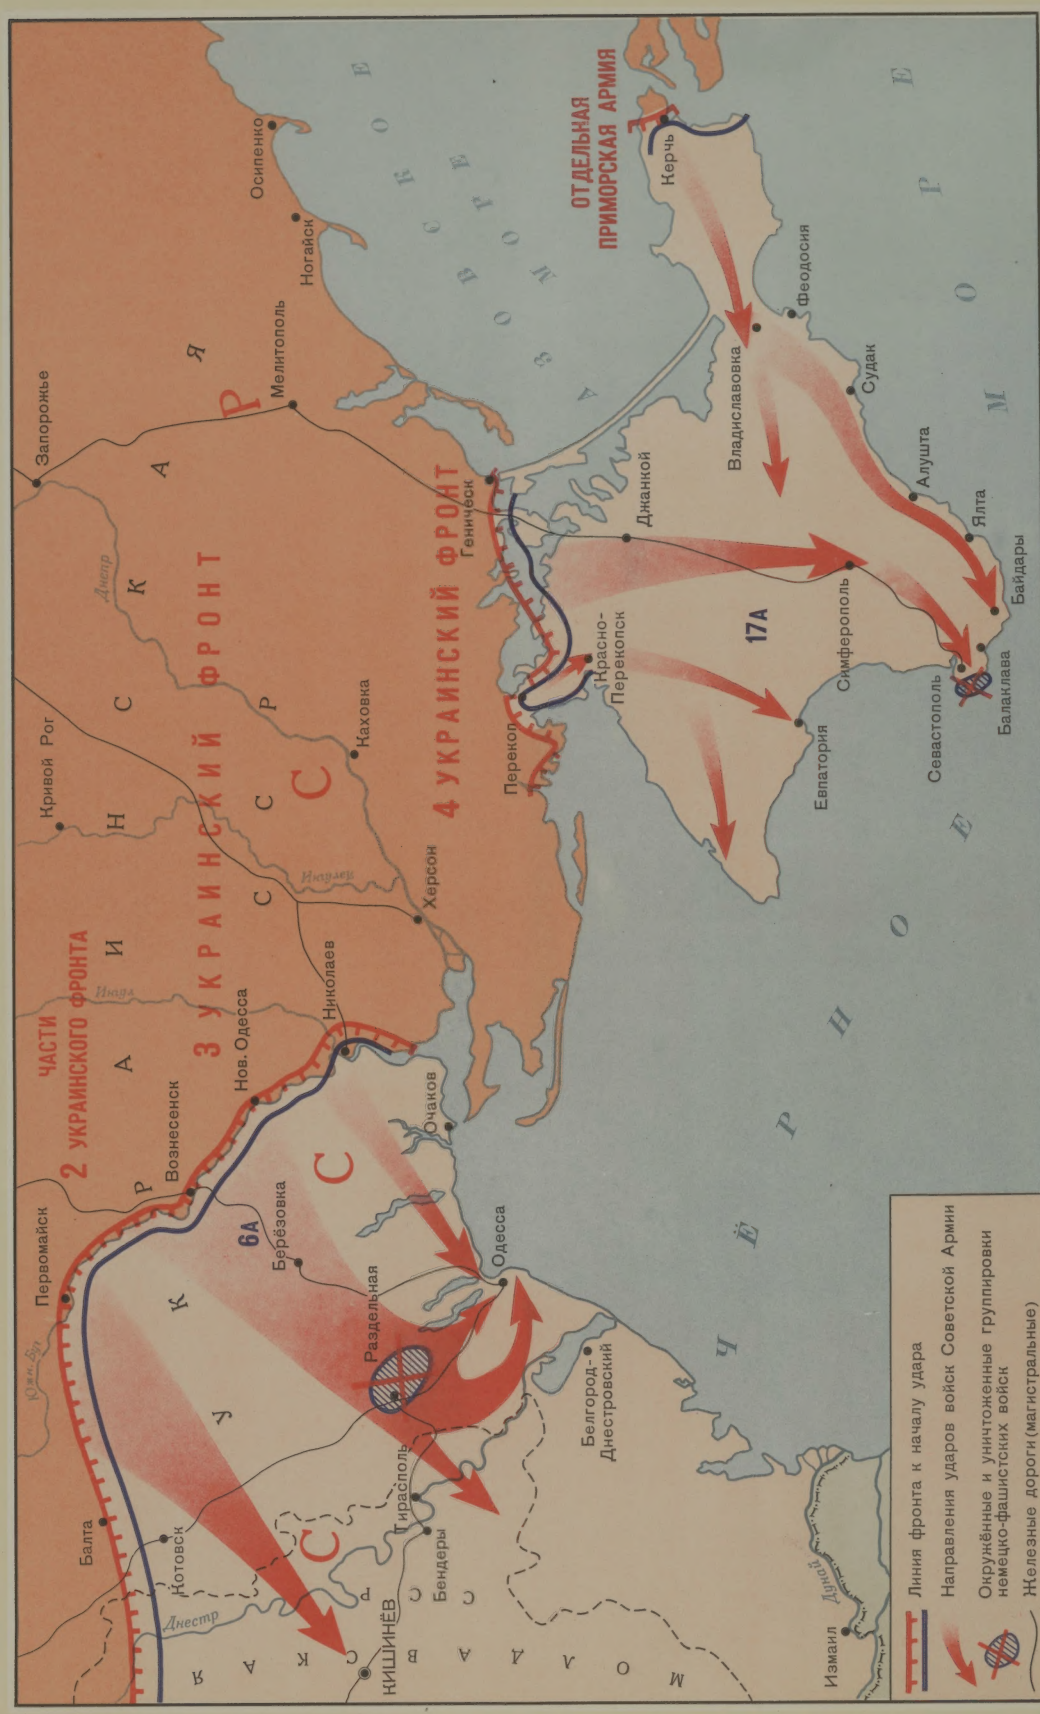 ЧАСТИ
2 УКРАИНСКОГО ФРОНТА
3 УКРАИНСКИЙ ФРОНТ
4 УКРАИНСКИЙ ФРОНТ
ОТДЕЛЬНАЯ
ПРИМОРСКАЯ АРМИЯ
СССР
УКРАИНСКАЯ
ССР
МОЛДАВСКАЯ
ССР
АЗОВСКОЕ
МОРЕ
ЧЁРНОЕ МОРЕ
Балта
Котовск
Первомайск
Южн. Буг
Вознесенск
Нов. Одесса
Николаев
Ингул
Кривой Рог
Ингулец
Днепр
Запорожье
Каховка
Херсон
Мелитополь
Ногайск
Осипенко
Геническ
Перекоп
Красно-
Перекопск
Днестр
КИШИНЁВ
Бендеры
Тирасполь
Раздельная
Берёзовка
6А
Очаков
Одесса
Белгород-
Днестровский
Измаил
Дунай
Джанкой
17А
Симферополь
Евпатория
Севастополь
Балаклава
Байдары
Ялта
Алушта
Судак
Феодосия
Владиславовка
Керчь
Линия фронта к началу удара
Направления ударов войск Советской Армии
Окружённые и уничтоженные группировки
немецко-фашистских войск
Железные дороги (магистральные)